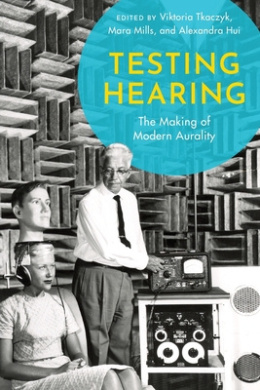 EDITED BY Viktoria Tkaczyk,
Mara Mills, and Alexandra Hui
TESTING
HEARING
The Making of
Modern Aurality